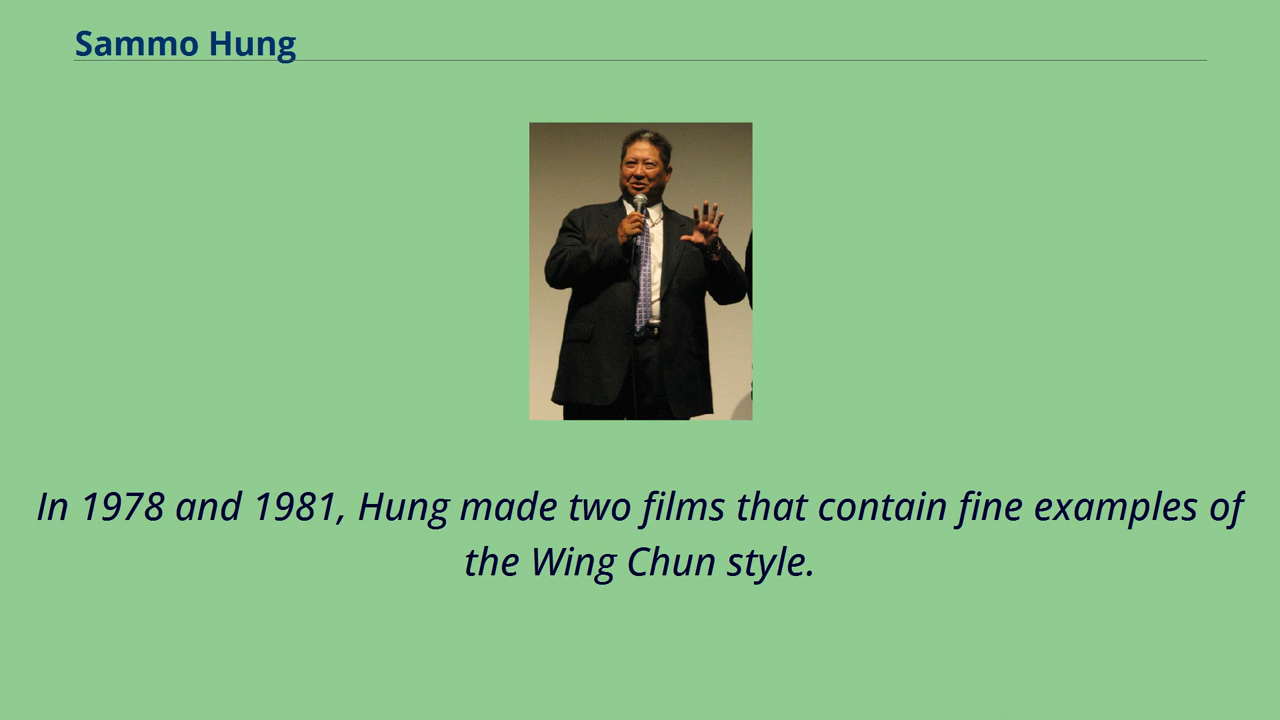 Sammo Hung
In 1978 and 1981, Hung made two films that contain fine examples of
the Wing Chun style.